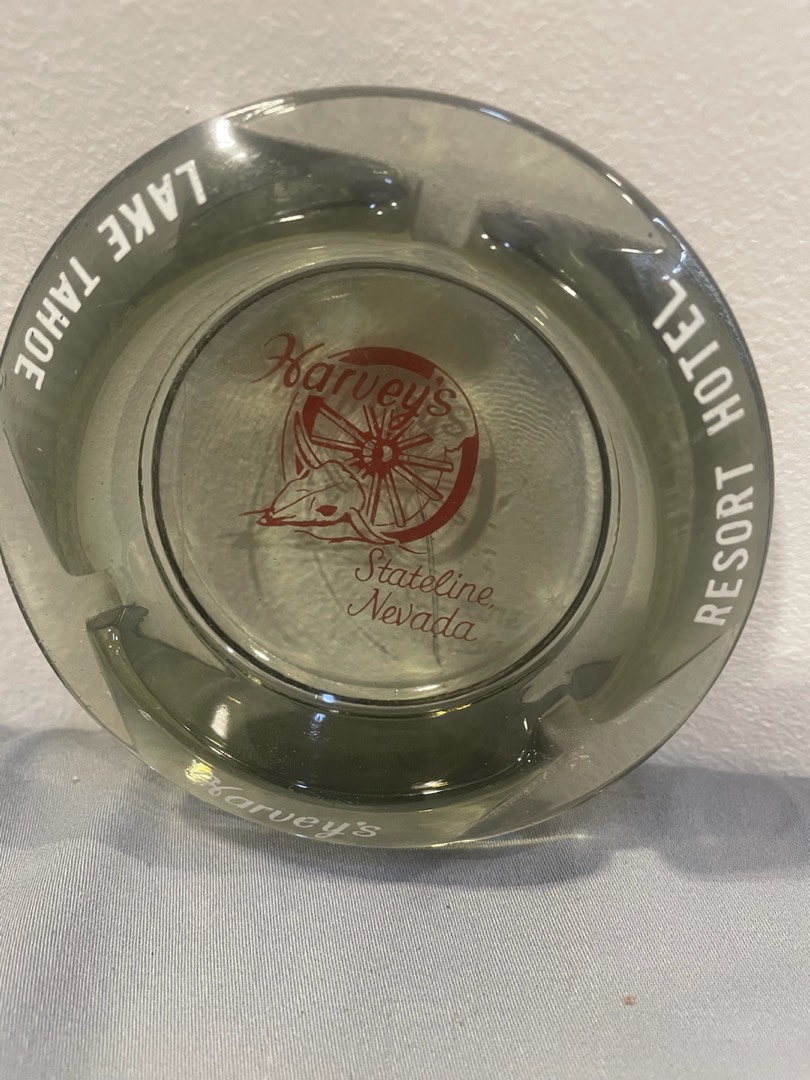 Harvey's
Stateline,
Nevada
Harvey's
RESORT HOTEL
LAKE TAHOE